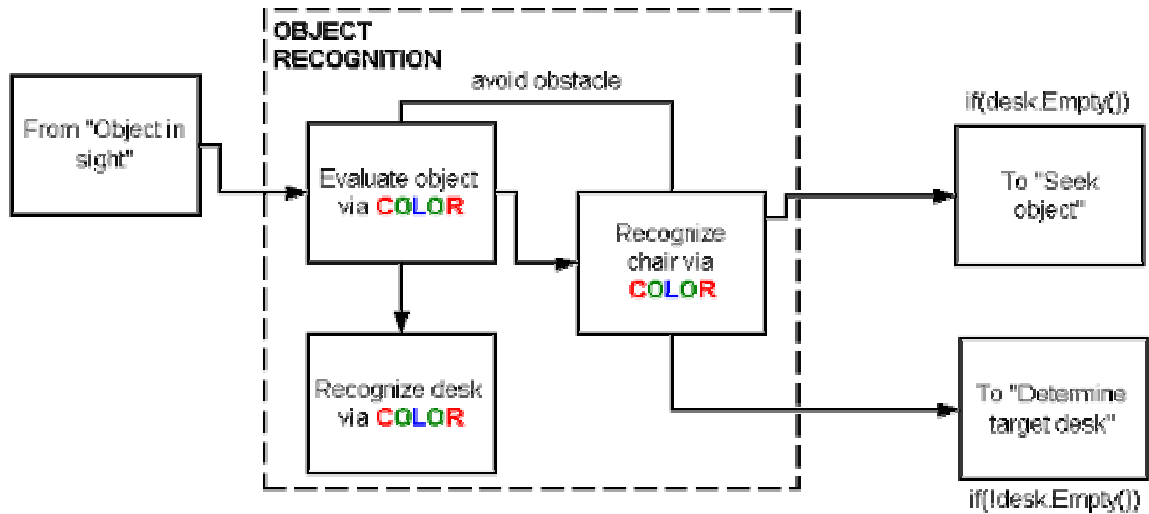 OBJECT
RECOGNITION
avoid obstacle
From "Object in
sight"
Evaluate object
via COLOR
Recognize desk
via COLOR
Recognize
chair via
COLOR
if(desk.Empty())
To "Seek
object"
To "Determine
target desk"
if(!desk.Empty())